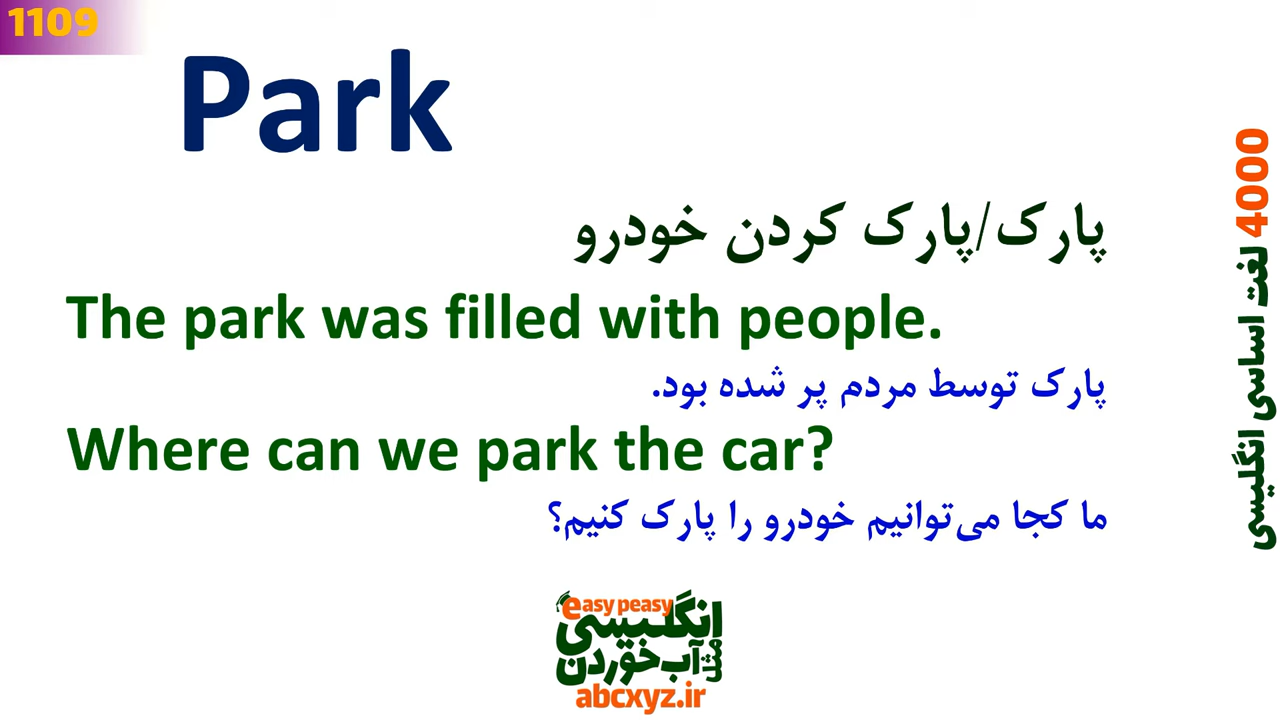 1109
Park
پارک/پارک کردن خودرو
The park was filled with people.
پارک توسط مردم پر شده بود.
Where can we park the car?
ما کجا می‌توانیم خودرو را پارک کنیم؟
4000 لغت اساسی انگلیسی
easy peasy
انگلیسی
مثل آب خوردن
abcxyz.ir